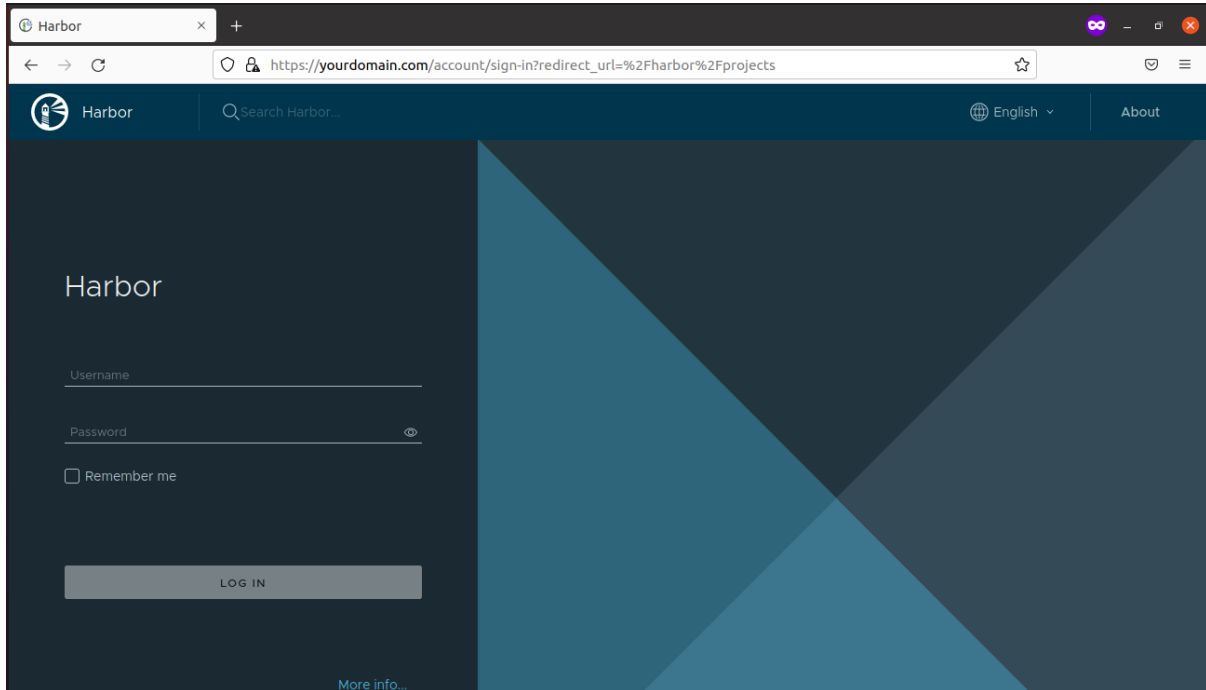 Harbor
https://yourdomain.com/account/sign-in?redirect_url=%2Fharbor%2Fprojects
Harbor
Search Harbor...
English
About
Harbor
Username
Password
Remember me
LOG IN
More info...